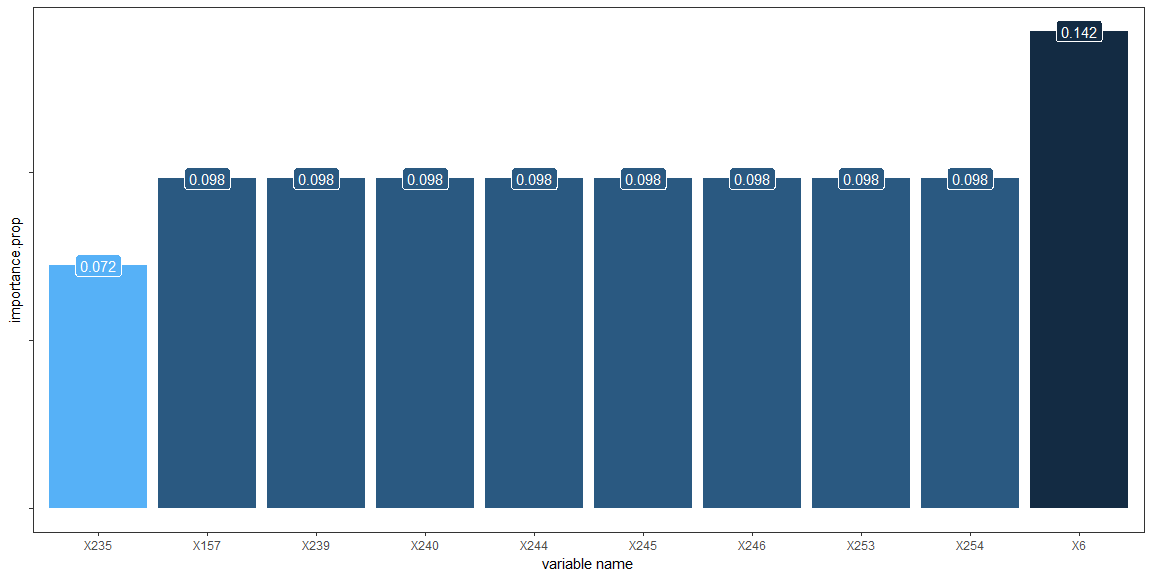 0.142
0.098 0.098 0.098 0.098 0.098 0.098 0.098 0.098
0.072
importance.prop
X235 X157 X239 X240 X244 X245 X246 X253 X254 X6
variable name